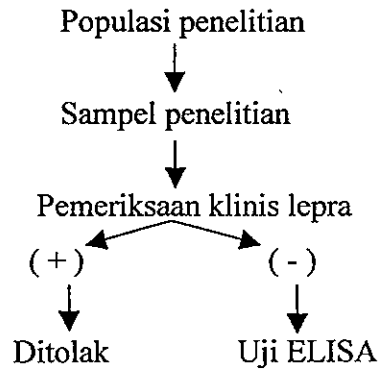 Populasi penelitian
Sampel penelitian
Pemeriksaan klinis lepra
( + ) ( - )
Ditolak Uji ELISA